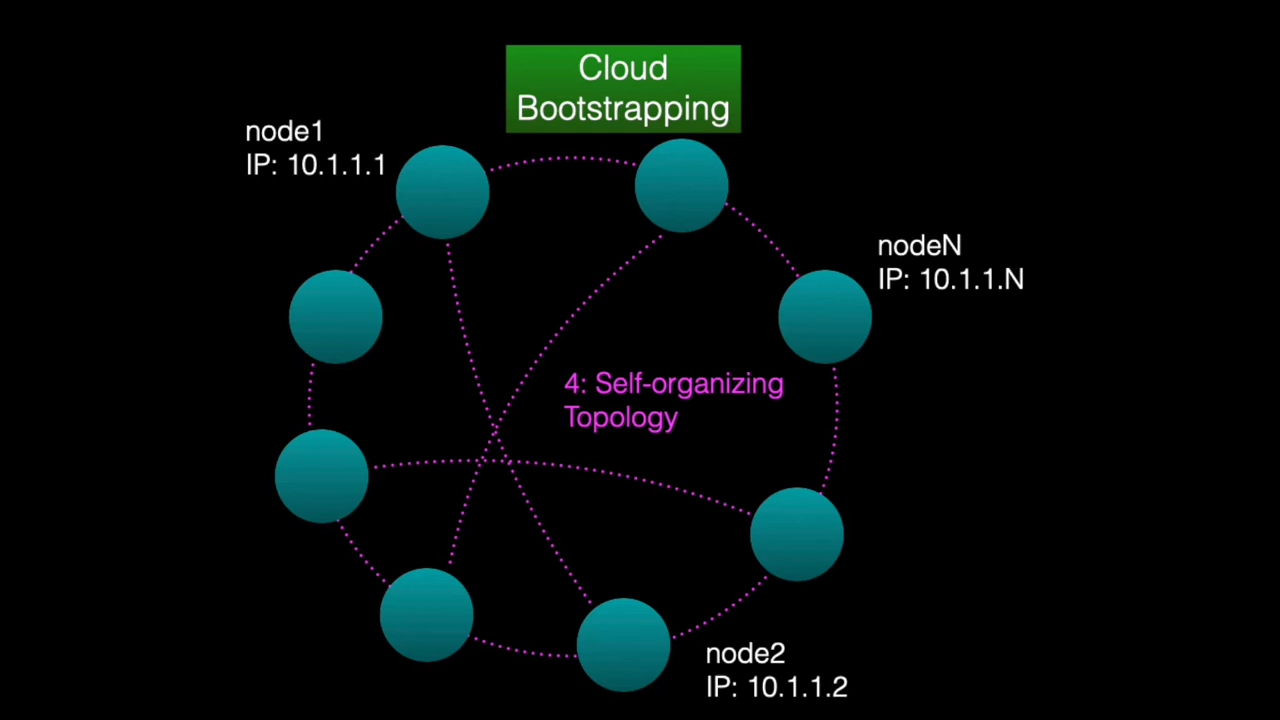 Cloud
Bootstrapping
node1
IP: 10.1.1.1
nodeN
IP: 10.1.1.N
4: Self-organizing
Topology
node2
IP: 10.1.1.2